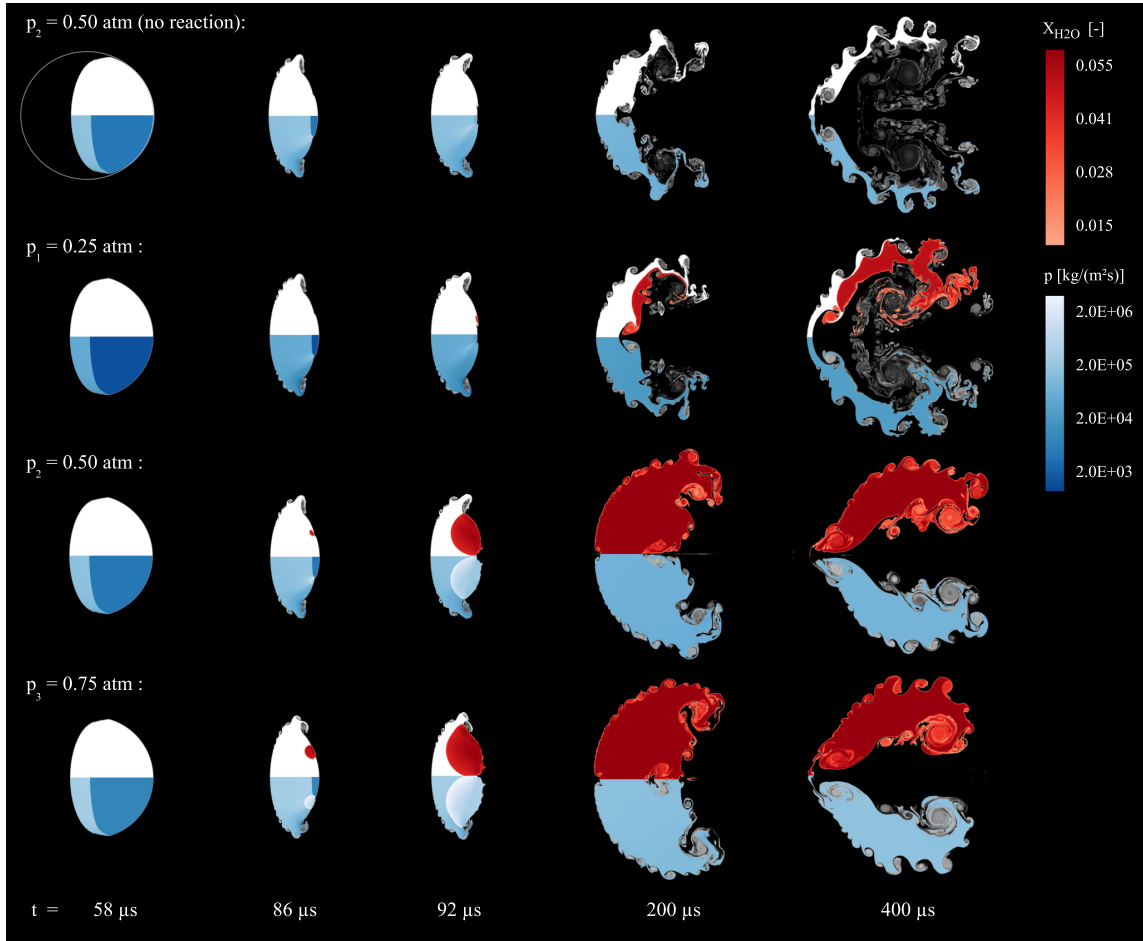 p₂ = 0.50 atm (no reaction):
X_H2O [-]
0.055
0.041
0.028
0.015
p₁ = 0.25 atm :
p [kg/(m²s)]
2.0E+06
2.0E+05
2.0E+04
2.0E+03
p₂ = 0.50 atm :
p₃ = 0.75 atm :
t = 58 µs 86 µs 92 µs 200 µs 400 µs